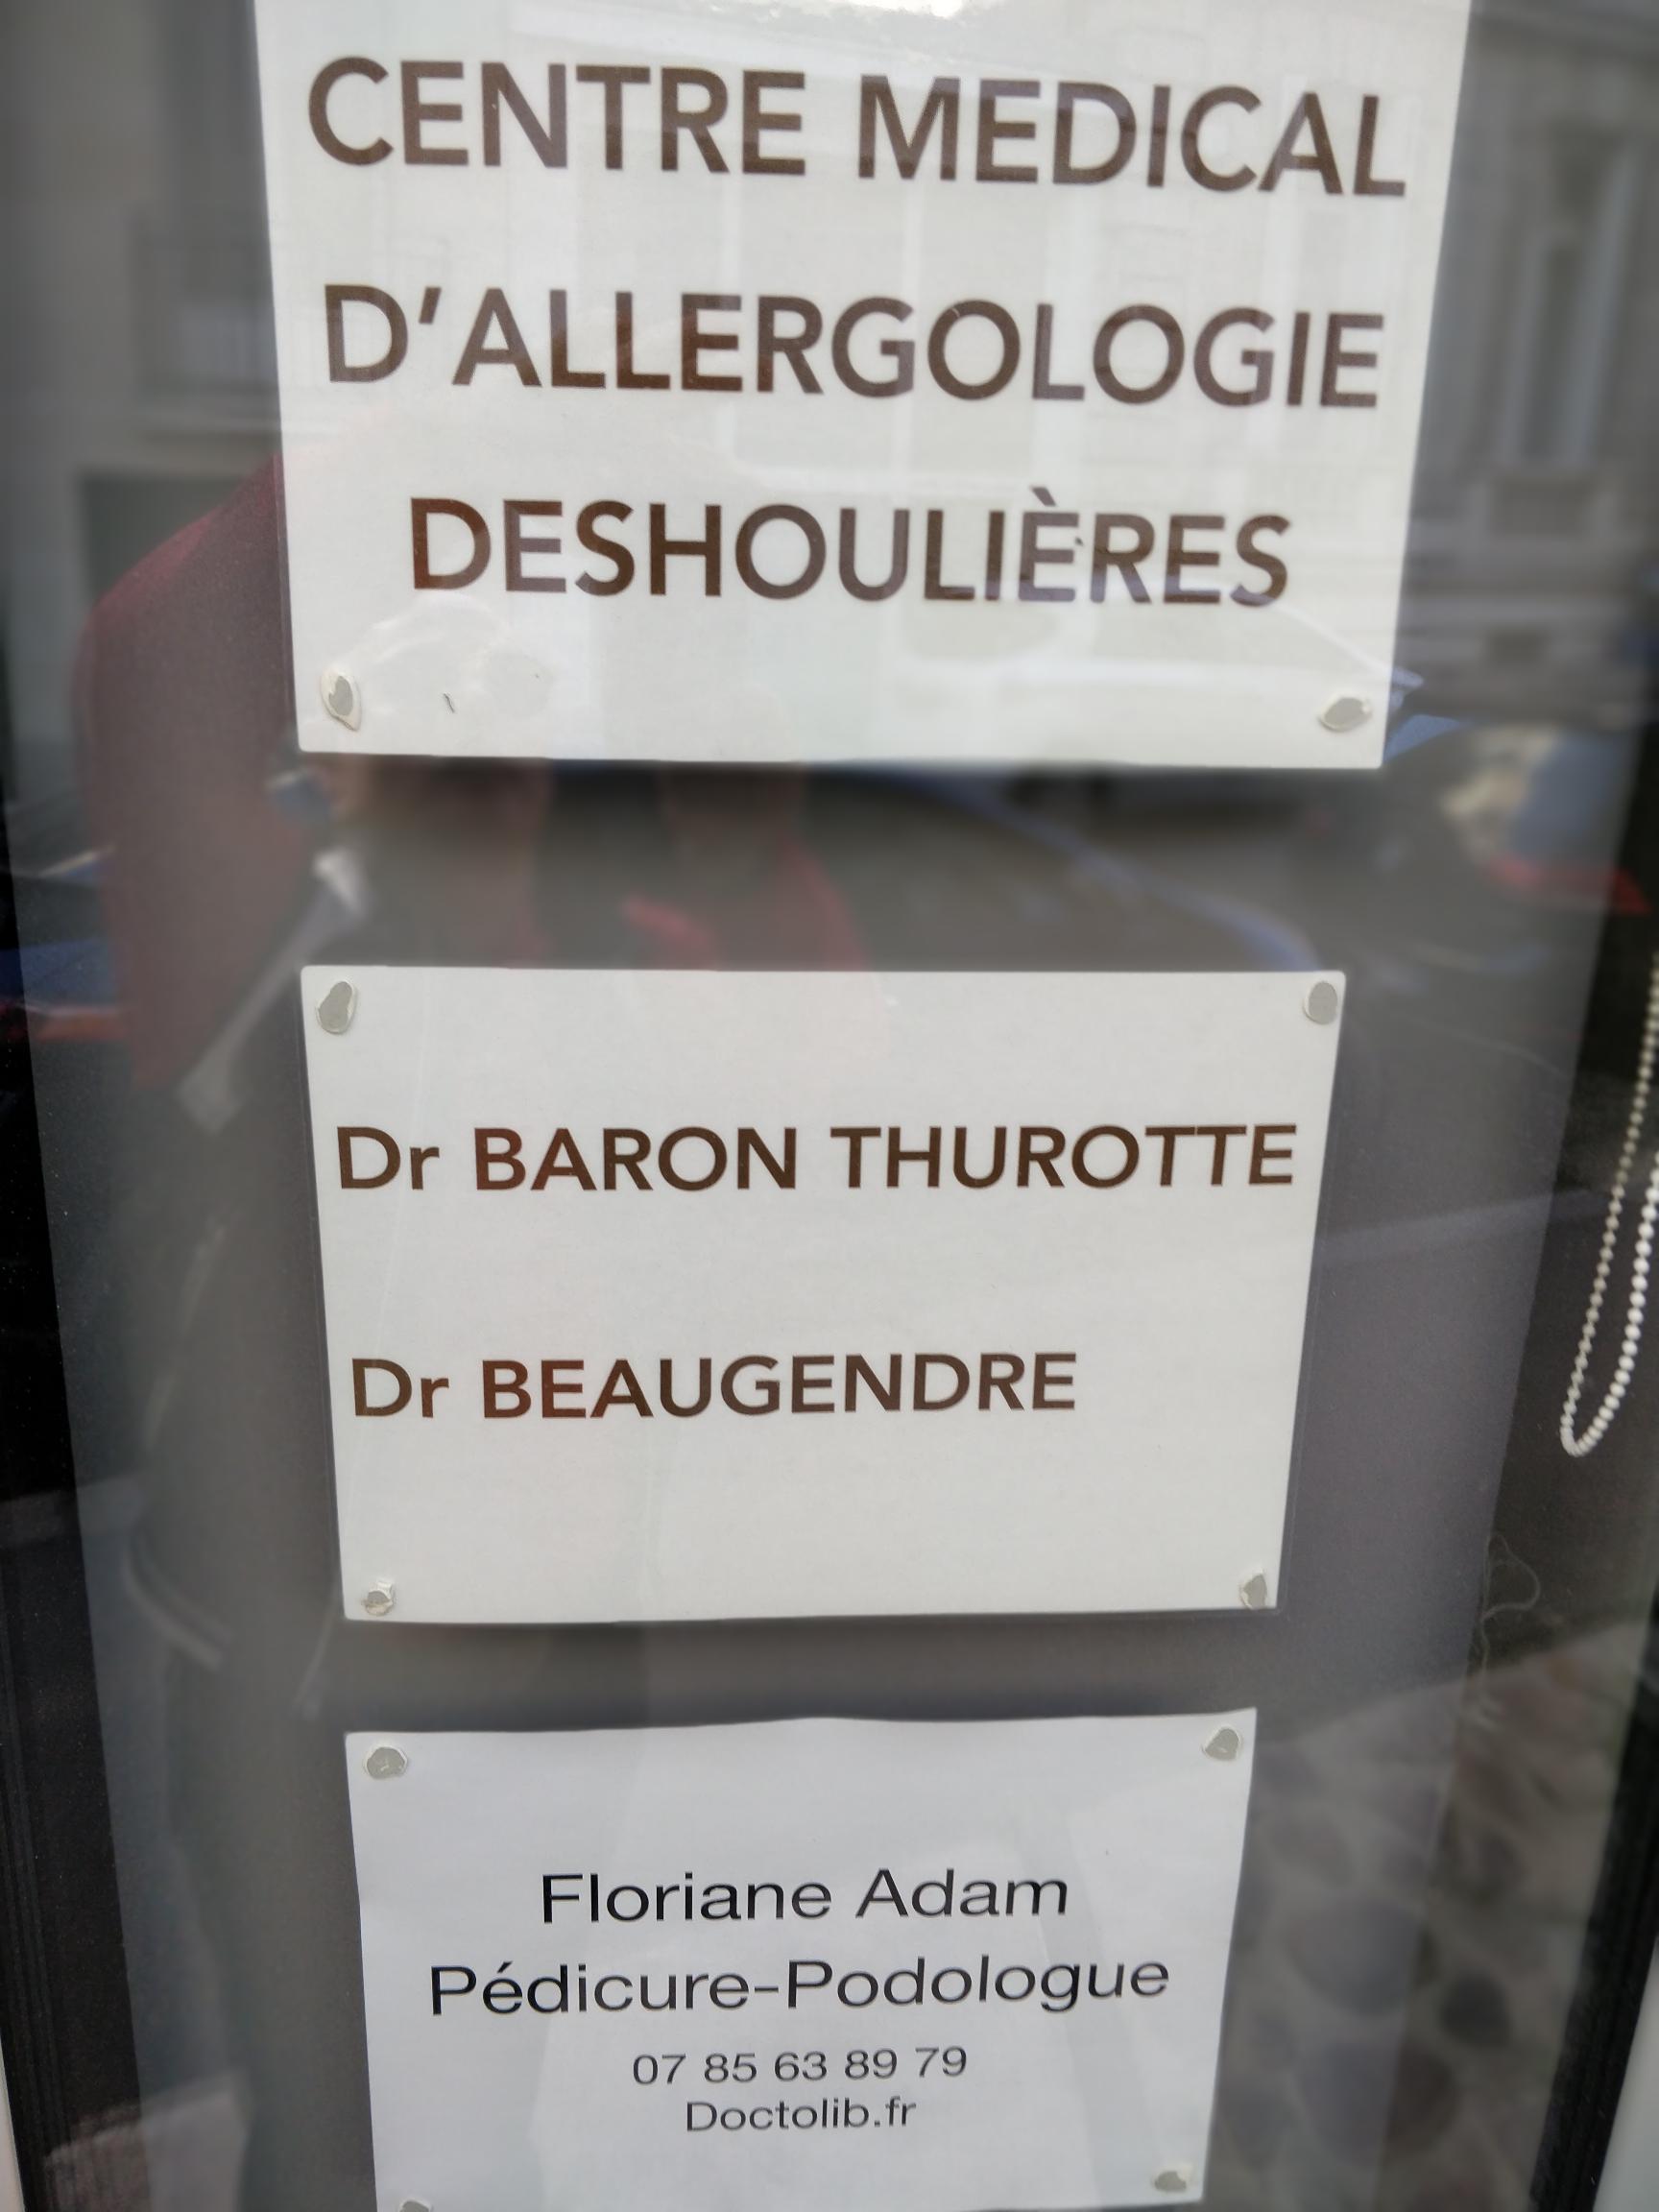 CENTRE MEDICAL
D'ALLERGOLOGIE
DESHOULIÈRES
Dr BARON THUROTTE
Dr BEAUGENDRE
Floriane Adam
Pédicure-Podologue
07 85 63 89 79
Doctolib.fr